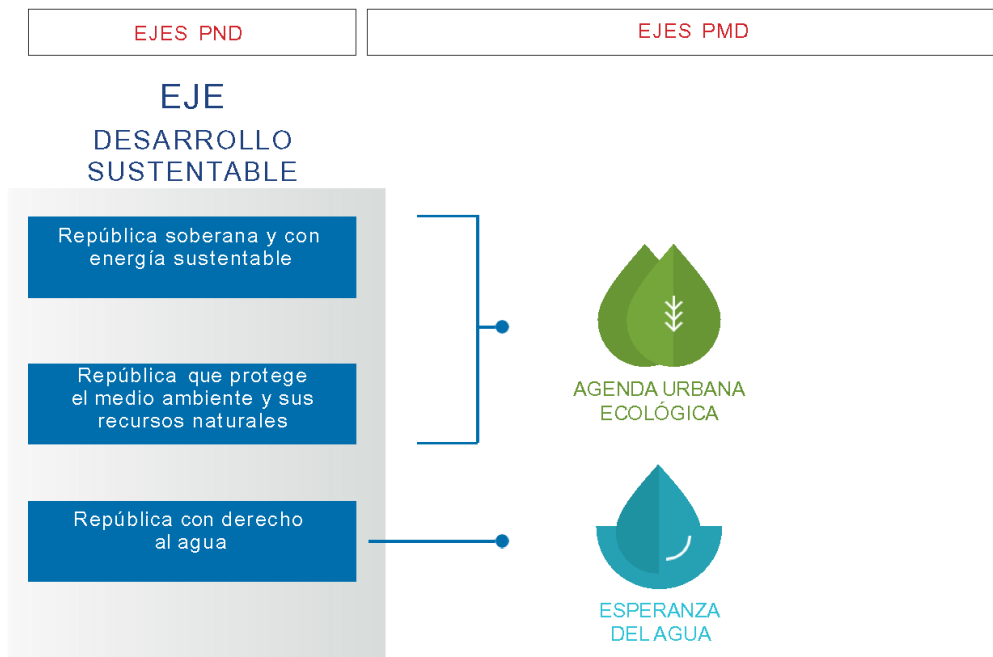 EJES PND
EJES PMD
EJE
DESARROLLO
SUSTENTABLE
República soberana y con
energía sustentable
República que protege
el medio ambiente y sus
recursos naturales
AGENDA URBANA
ECOLÓGICA
República con derecho
al agua
ESPERANZA
DEL AGUA